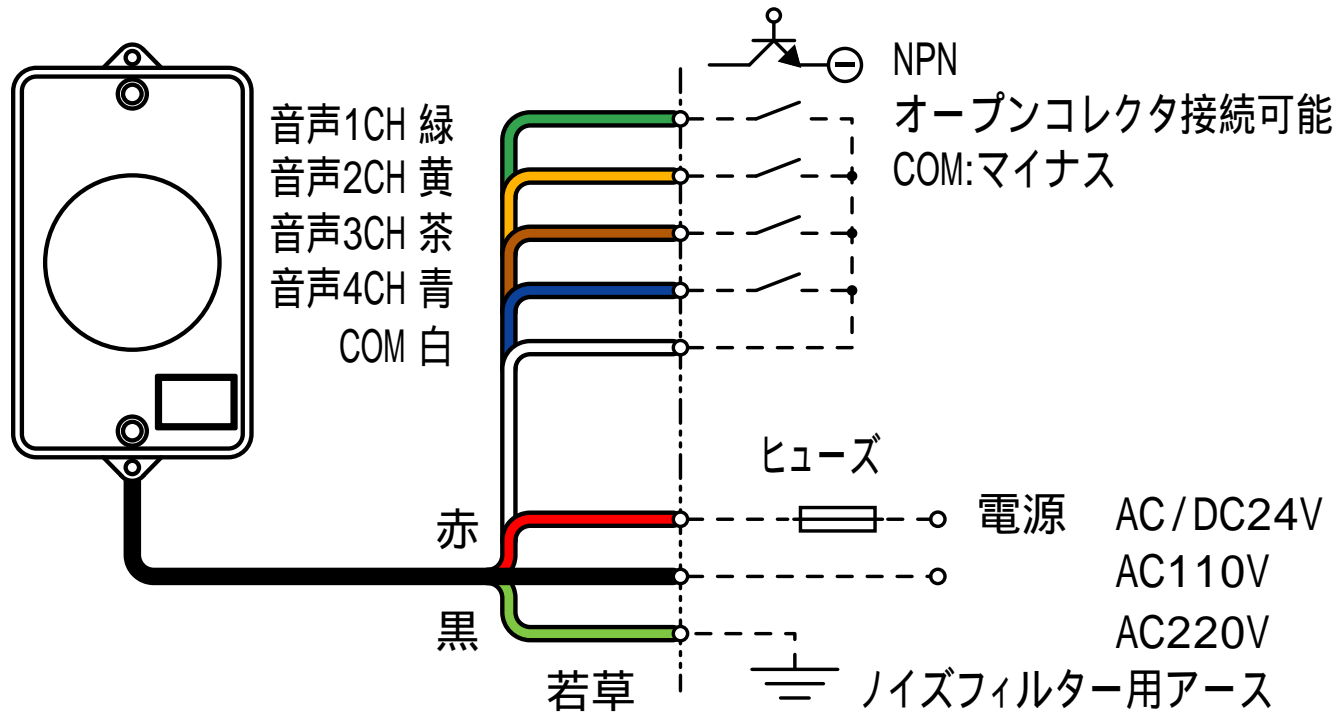 NPN
オープンコレクタ接続可能
COM:マイナス
音声1CH 緑
音声2CH 黄
音声3CH 茶
音声4CH 青
COM 白
ヒューズ
赤
電源 AC/DC24V
AC110V
黒
AC220V
若草
ノイズフィルター用アース